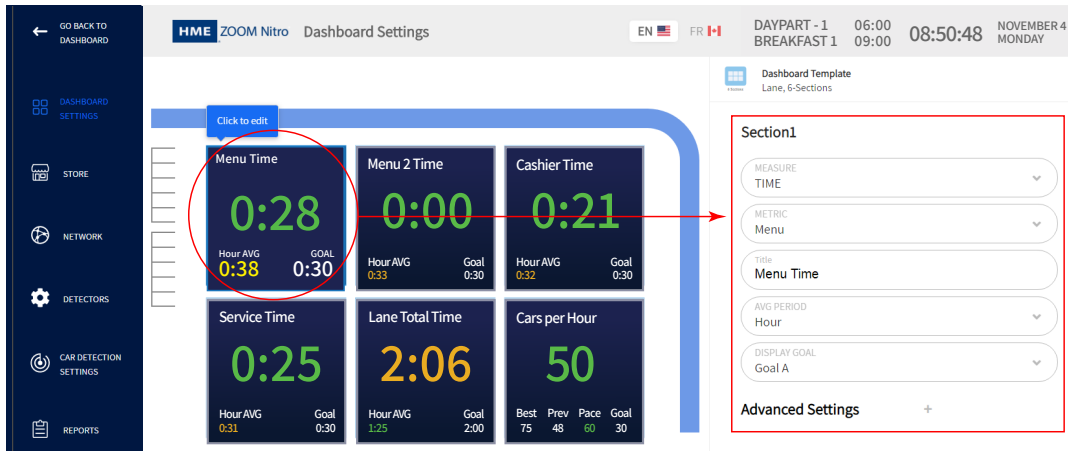 GO BACK TO
DASHBOARD
HME ZOOM Nitro Dashboard Settings
EN FR
DAYPART - 1 06:00
BREAKFAST 1 09:00
08:50:48
NOVEMBER 4
MONDAY
DASHBOARD
SETTINGS
STORE
NETWORK
DETECTORS
CAR DETECTION
SETTINGS
REPORTS
Click to edit
Menu Time
0:28
Hour AVG GOAL
0:38 0:30
Menu 2 Time
0:00
Hour AVG Goal
0:33 0:30
Cashier Time
0:21
Hour AVG Goal
0:32 0:30
Service Time
0:25
Hour AVG Goal
0:31 0:30
Lane Total Time
2:06
Hour AVG Goal
1:25 2:00
Cars per Hour
50
Best Prev Pace Goal
75 48 60 30
Dashboard Template
Lane, 6-Sections
Section1
MEASURE
TIME
METRIC
Menu
Title
Menu Time
AVG PERIOD
Hour
DISPLAY GOAL
Goal A
Advanced Settings +